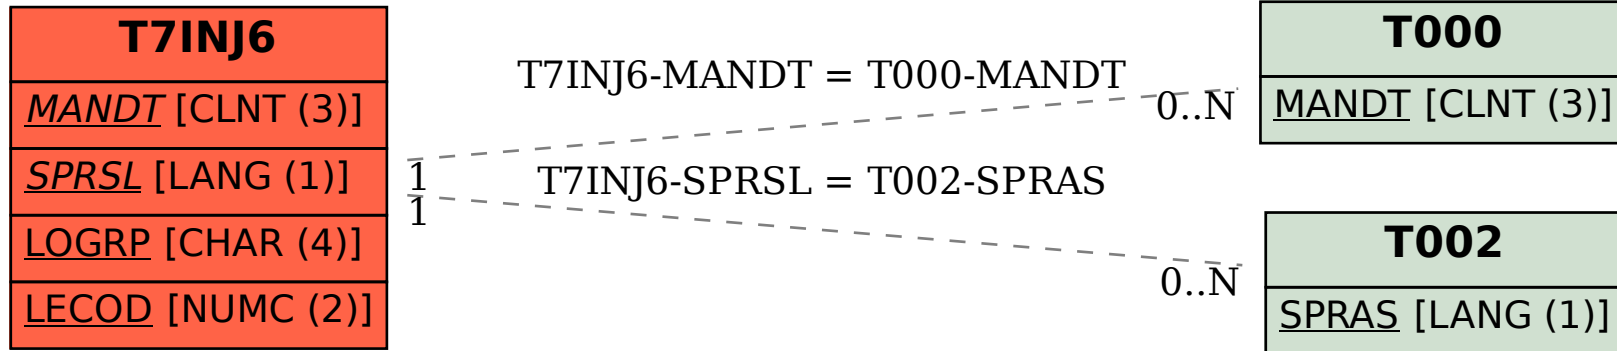 T7INJ6
MANDT [CLNT (3)]
SPRSL [LANG (1)]
LOGRP [CHAR (4)]
LECOD [NUMC (2)]
T7INJ6-MANDT = T000-MANDT
0..N
1
T7INJ6-SPRSL = T002-SPRAS
1
0..N
T000
MANDT [CLNT (3)]
T002
SPRAS [LANG (1)]